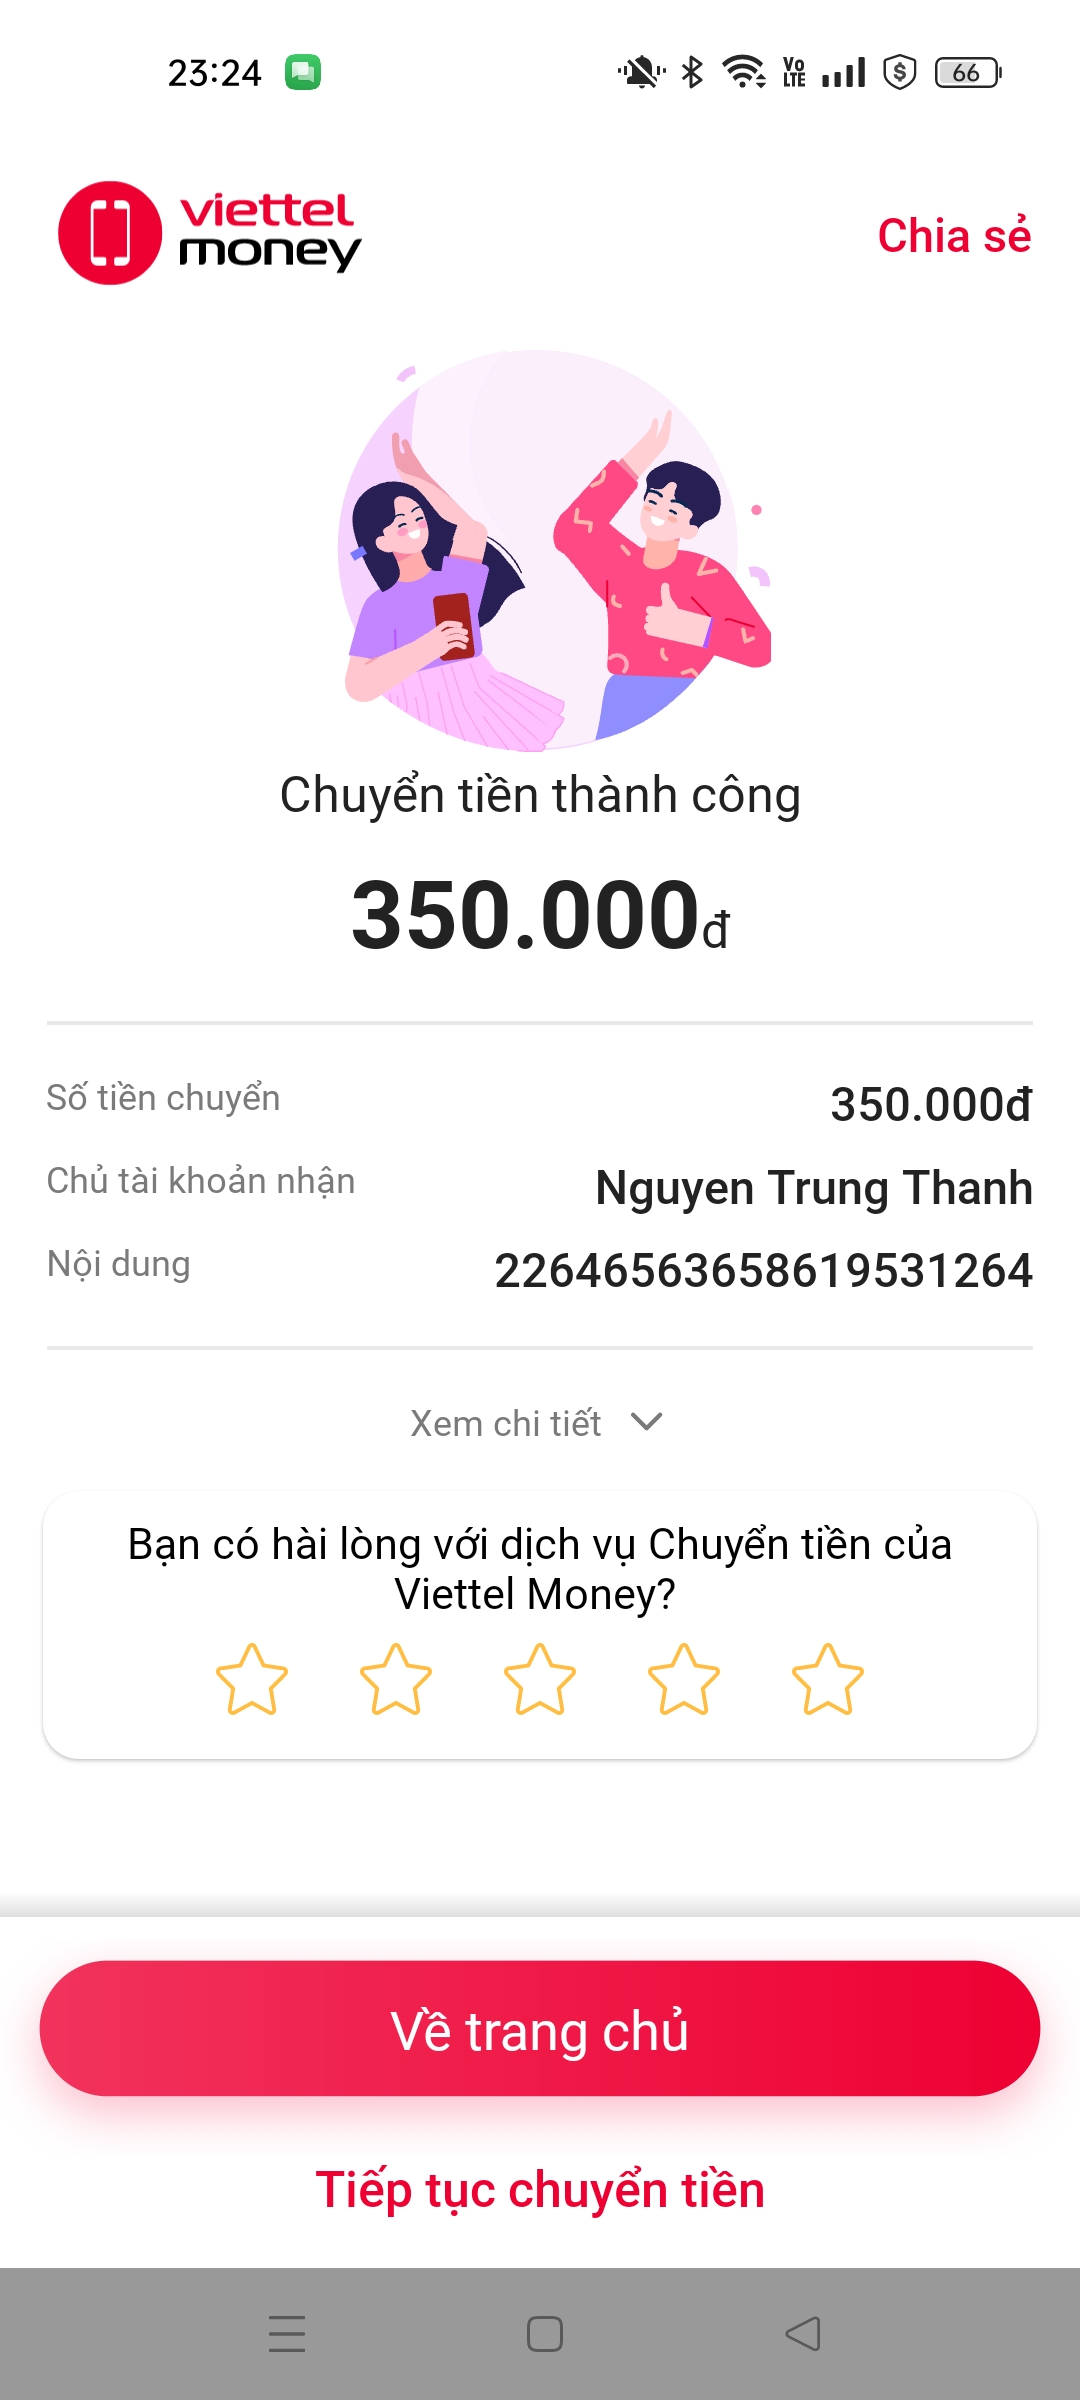 23:24
Vo
LTE
66
viettel
money
Chia sẻ
Chuyển tiền thành công
350.000đ
Số tiền chuyển 350.000đ
Chủ tài khoản nhận Nguyen Trung Thanh
Nội dung 22646563658619531264
Xem chi tiết
Bạn có hài lòng với dịch vụ Chuyển tiền của
Viettel Money?
Về trang chủ
Tiếp tục chuyển tiền